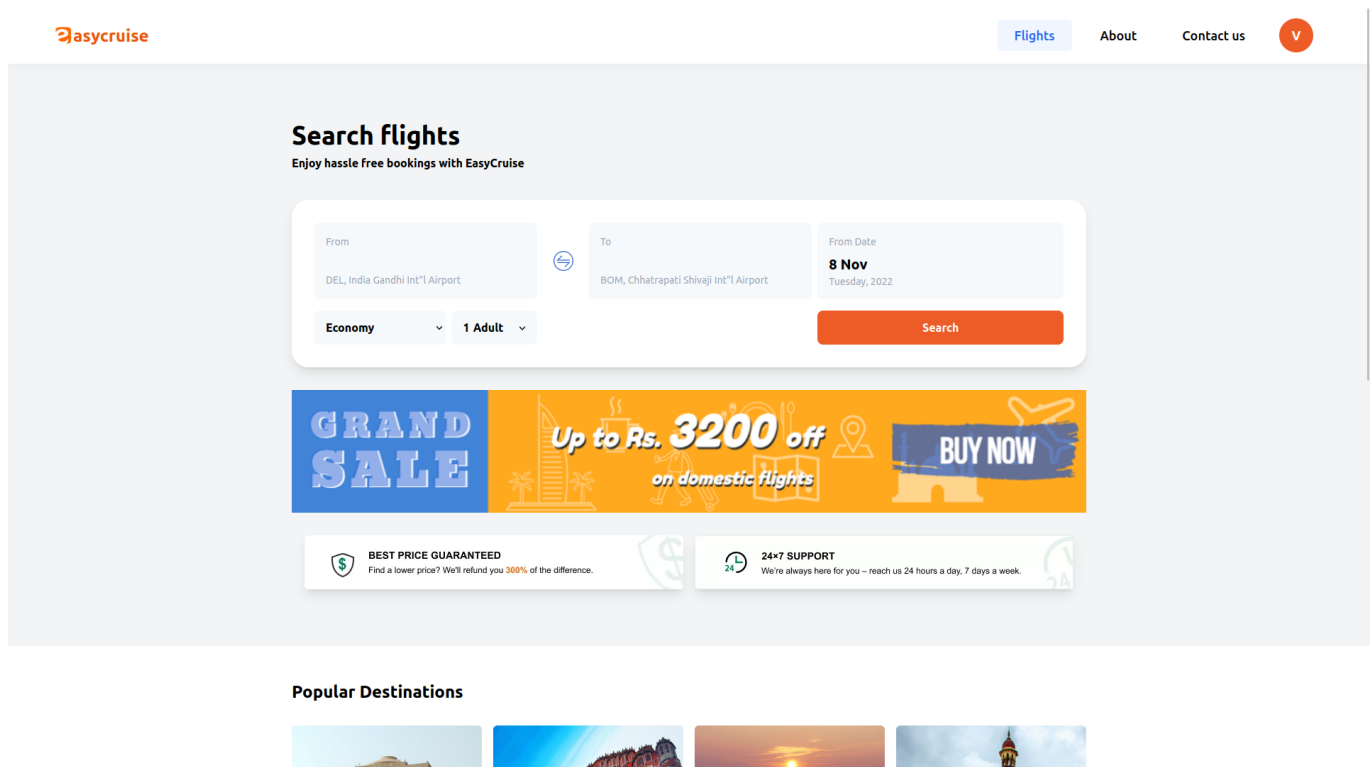 easycruise
Flights
About
Contact us
V
Search flights
Enjoy hassle free bookings with EasyCruise
From
DEL, India Gandhi Int"l Airport
To
BOM, Chhatrapati Shivaji Int"l Airport
From Date
8 Nov
Tuesday, 2022
Economy
1 Adult
Search
GRAND
SALE
Up to Rs. 3200 off
on domestic flights
BUY NOW
$
BEST PRICE GUARANTEED
Find a lower price? We'll refund you 300% of the difference.
$
24
24×7 SUPPORT
We're always here for you – reach us 24 hours a day, 7 days a week.
24
Popular Destinations